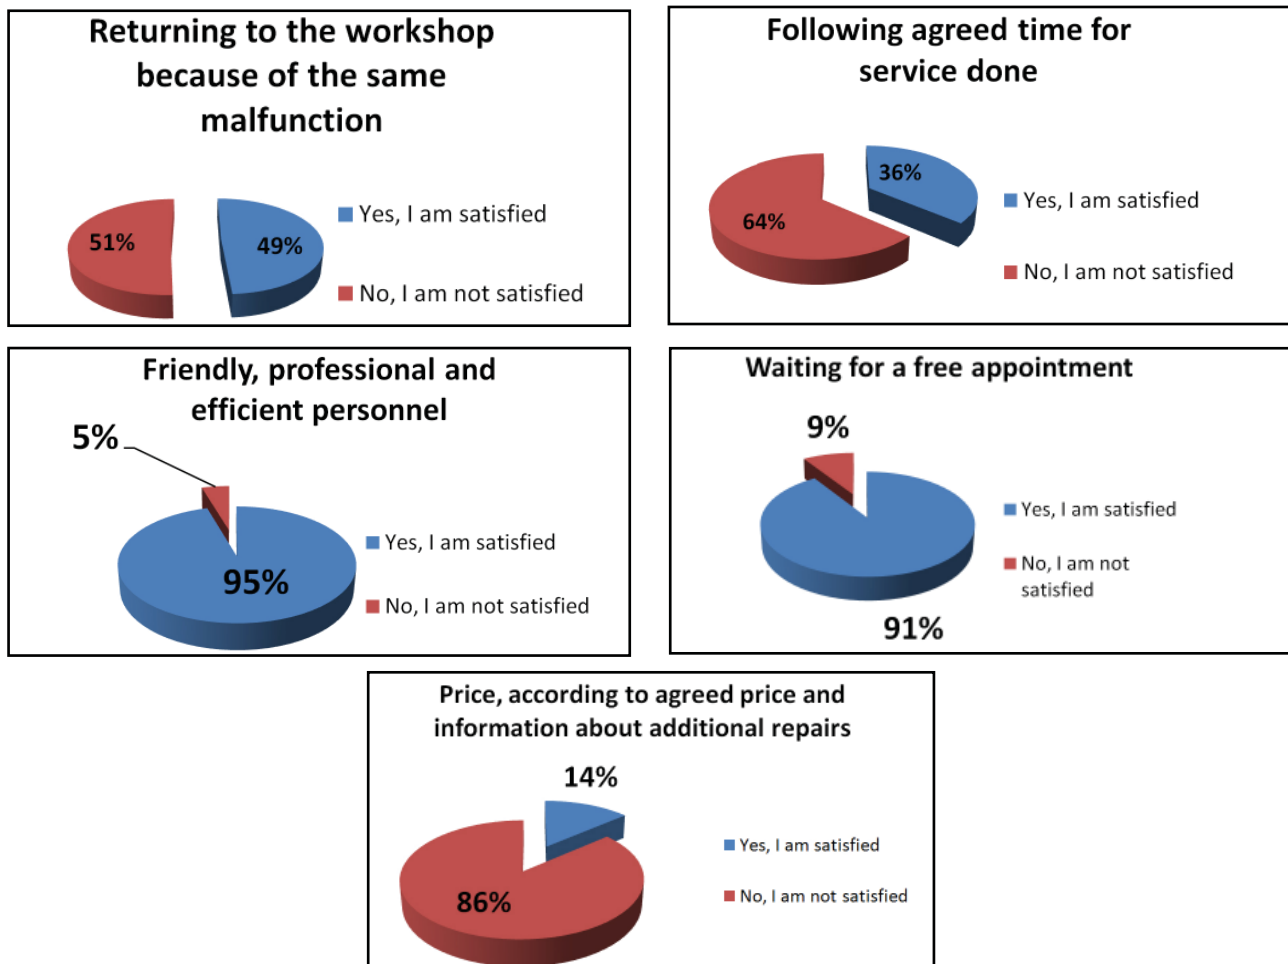 Returning to the workshop
because of the same
malfunction
51%
49%
Yes, I am satisfied
No, I am not satisfied
Following agreed time for
service done
36%
64%
Yes, I am satisfied
No, I am not satisfied
Friendly, professional and
efficient personnel
5%
95%
Yes, I am satisfied
No, I am not satisfied
Waiting for a free appointment
9%
91%
Yes, I am satisfied
No, I am not
satisfied
Price, according to agreed price and
information about additional repairs
14%
86%
Yes, I am satisfied
No, I am not satisfied